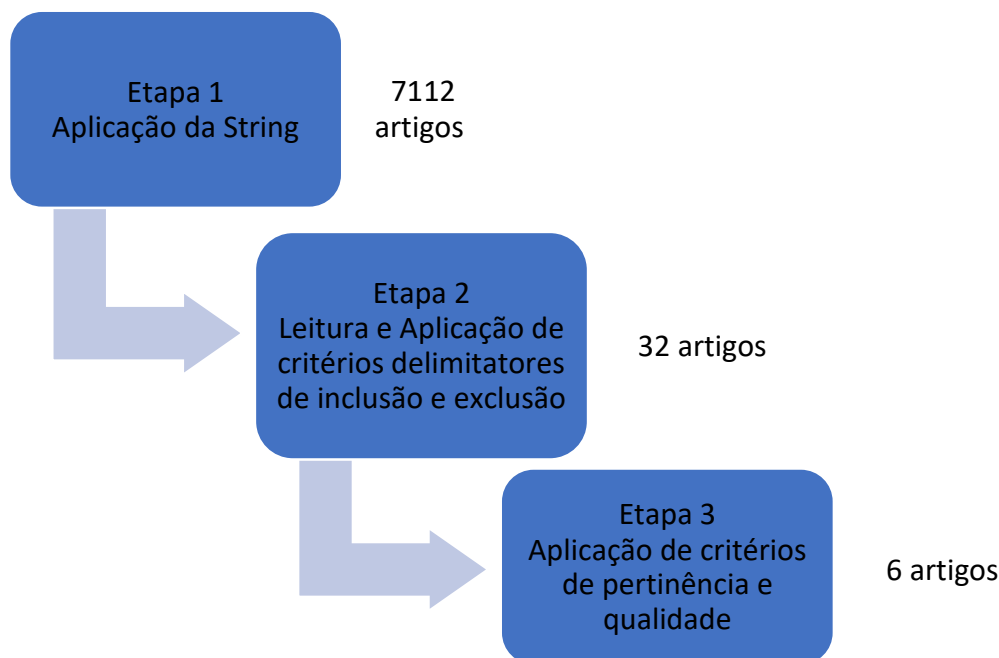 Etapa 1
Aplicação da String
7112
artigos
Etapa 2
Leitura e Aplicação de
critérios delimitatores
de inclusão e exclusão
32 artigos
Etapa 3
Aplicação de critérios
de pertinência e
qualidade
6 artigos